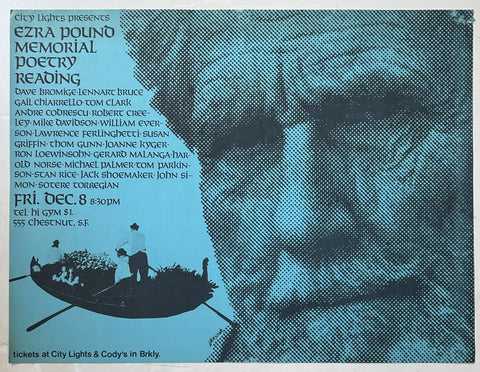 City Lights presents
Ezra Pound
Memorial
Poetry
Reading
Dave Bromige·Lennart Bruce
Gail Chiarrello·Tom Clark
Andre Codrescu·Robert Cree-
ley·Mike Davidson·William Ever-
son·Lawrence Ferlinghetti·Susan
Griffin·Thom Gunn·Joanne Kyger
Ron Loewinsohn·Gerard Malanga·Har-
old Norse·Michael Palmer·Tom Parkin-
son·Stan Rice·Jack Shoemaker·John Si-
mon·Sotere Torregian
Fri. Dec. 8 8:30pm
Tel Hi Gym $1.
555 Chestnut, S.F.
tickets at City Lights & Cody's in Brkly.